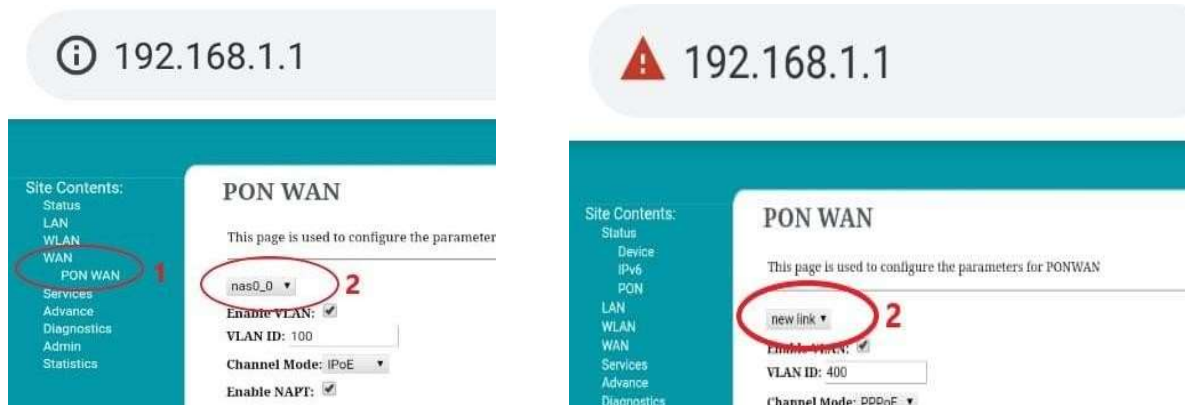 192.168.1.1
Site Contents:
Status
LAN
WLAN
WAN
PON WAN
Services
Advance
Diagnostics
Admin
Statistics
1
PON WAN
This page is used to configure the parameter
nas0_0
2
Enable VLAN:
VLAN ID: 100
Channel Mode: IPoE
Enable NAPT:
192.168.1.1
Site Contents:
Status
Device
IPv6
PON
LAN
WLAN
WAN
Services
Advance
Diagnostics
PON WAN
This page is used to configure the parameters for PONWAN
new link
2
Enable VLAN:
VLAN ID: 400
Channel Mode: PPPoE